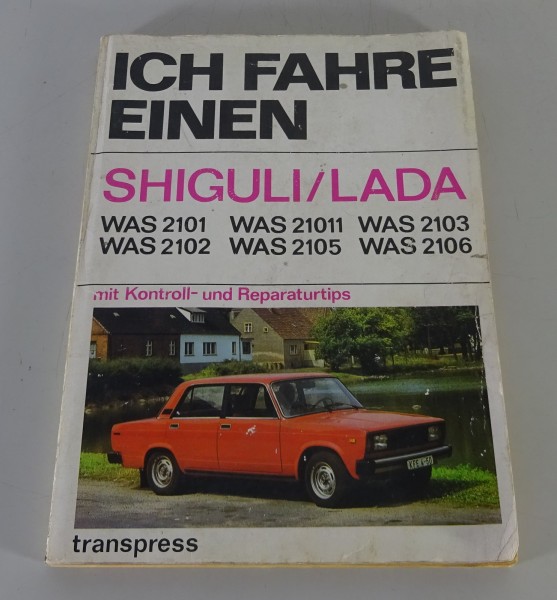 ICH FAHRE
EINEN
SHIGULI/LADA
WAS 2101 WAS 21011 WAS 2103
WAS 2102 WAS 2105 WAS 2106
mit Kontroll- und Reparaturtips
transpress